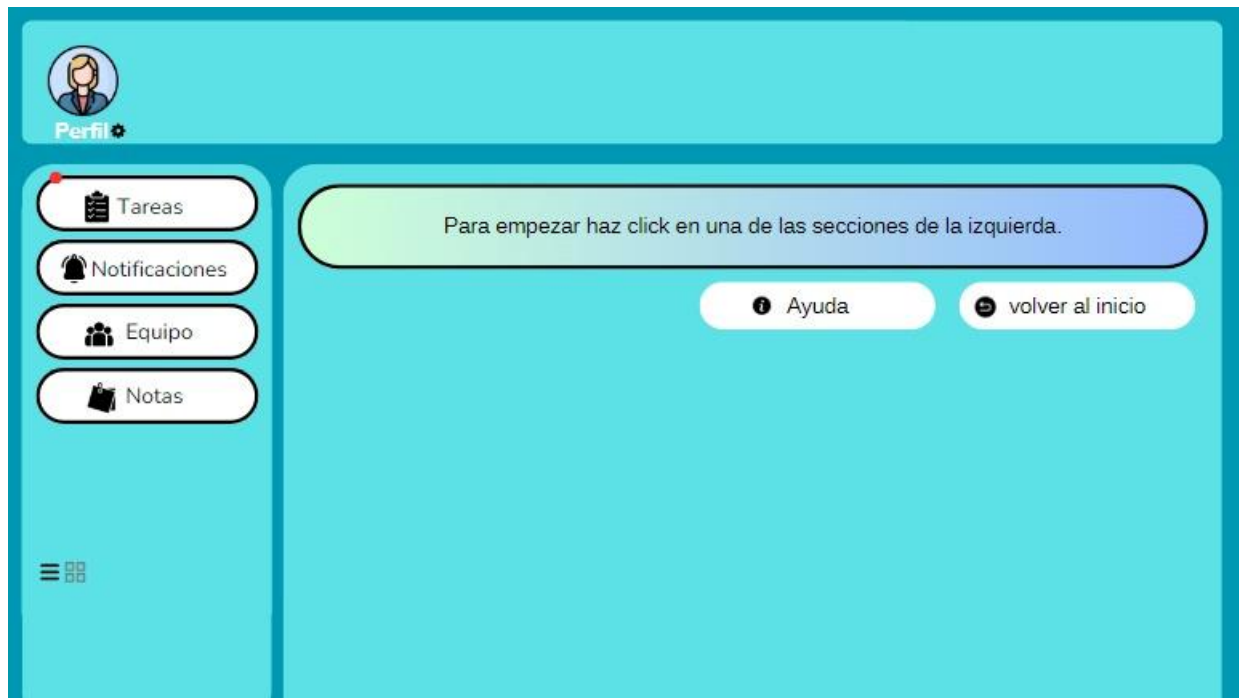 Perfil
Tareas
Notificaciones
Equipo
Notas
Para empezar haz click en una de las secciones de la izquierda.
Ayuda
volver al inicio